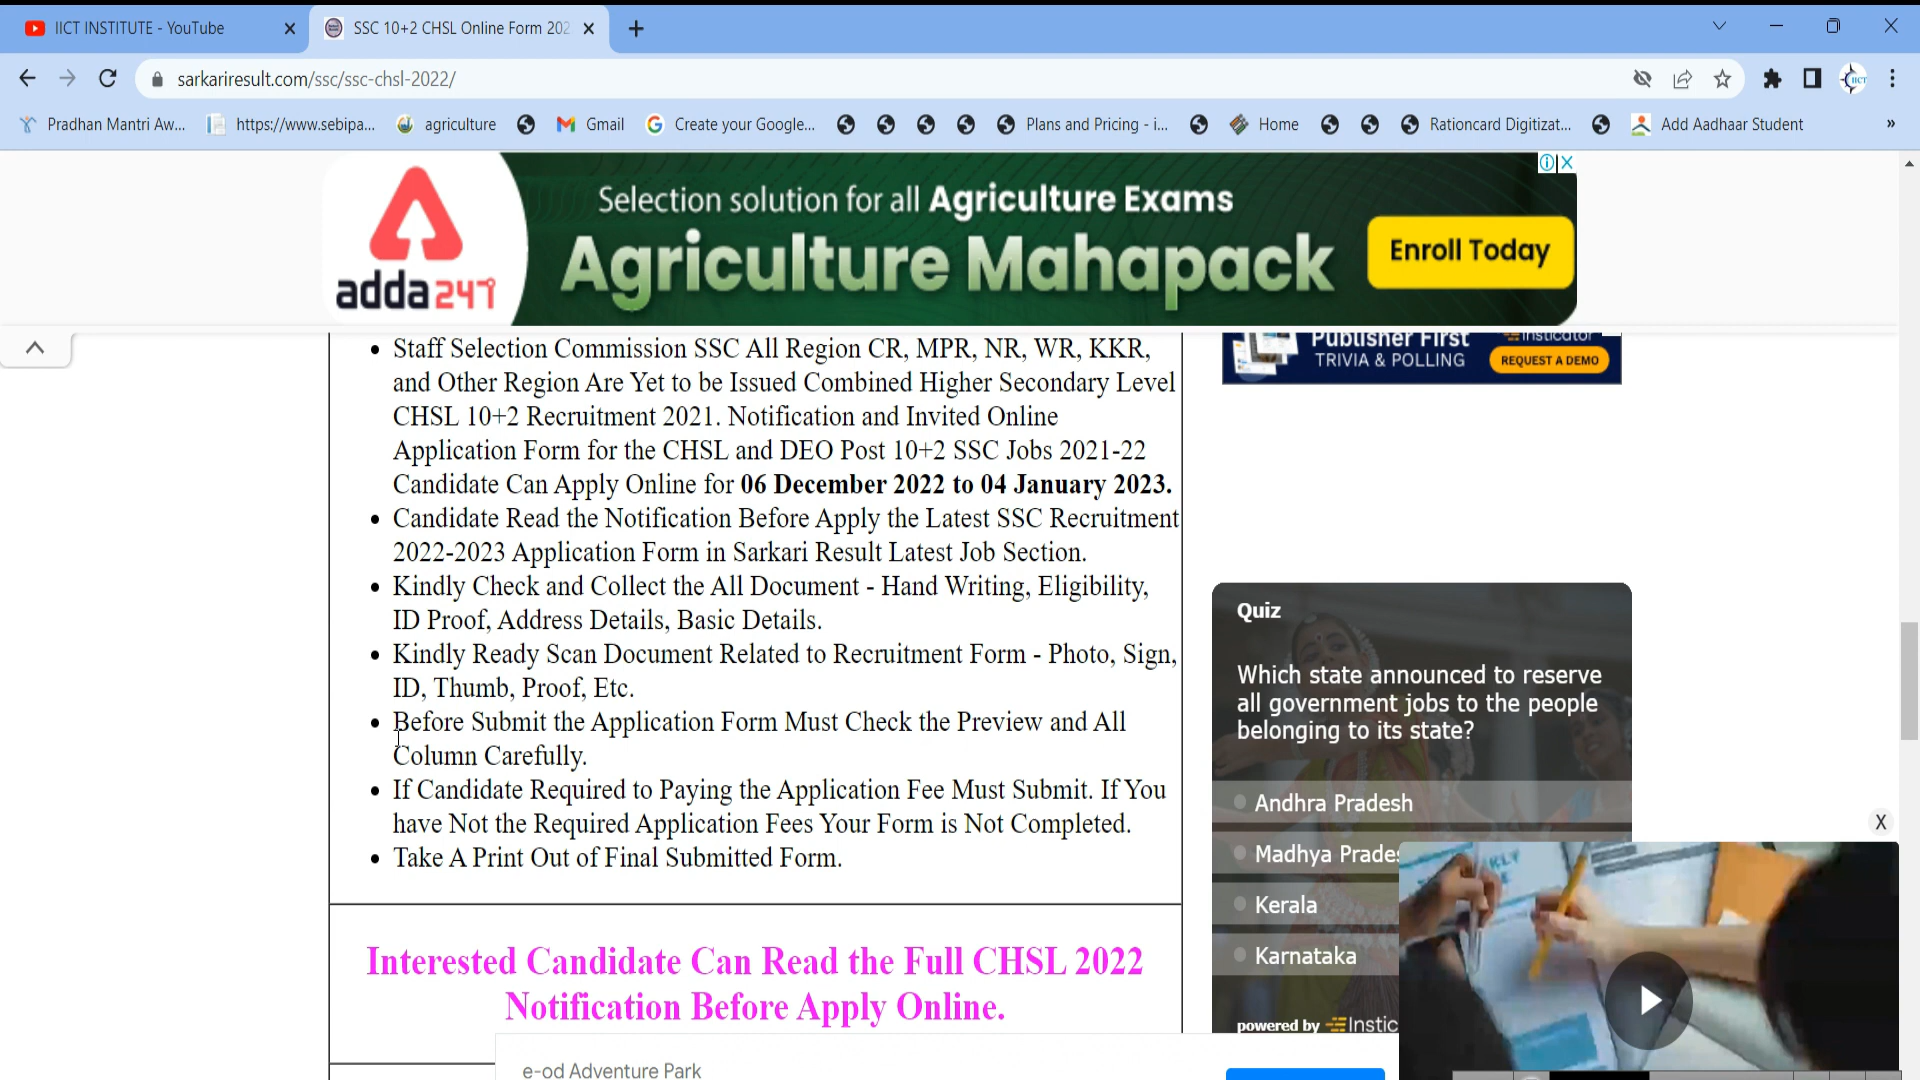 IICT INSTITUTE - YouTube
SSC 10+2 CHSL Online Form 202
sarkariresult.com/ssc/ssc-chsl-2022/
Pradhan Mantri Aw...
https://www.sebipa...
agriculture
Gmail
Create your Google...
Plans and Pricing - i...
Home
Rationcard Digitizat...
Add Aadhaar Student
»
adda247
Selection solution for all Agriculture Exams
Agriculture Mahapack
Enroll Today
Publisher First
TRIVIA & POLLING
insticator
REQUEST A DEMO
• Staff Selection Commission SSC All Region CR, MPR, NR, WR, KKR,
and Other Region Are Yet to be Issued Combined Higher Secondary Level
CHSL 10+2 Recruitment 2021. Notification and Invited Online
Application Form for the CHSL and DEO Post 10+2 SSC Jobs 2021-22
Candidate Can Apply Online for 06 December 2022 to 04 January 2023.
• Candidate Read the Notification Before Apply the Latest SSC Recruitment
2022-2023 Application Form in Sarkari Result Latest Job Section.
• Kindly Check and Collect the All Document - Hand Writing, Eligibility,
ID Proof, Address Details, Basic Details.
• Kindly Ready Scan Document Related to Recruitment Form - Photo, Sign,
ID, Thumb, Proof, Etc.
• Before Submit the Application Form Must Check the Preview and All
Column Carefully.
• If Candidate Required to Paying the Application Fee Must Submit. If You
have Not the Required Application Fees Your Form is Not Completed.
• Take A Print Out of Final Submitted Form.
Interested Candidate Can Read the Full CHSL 2022
Notification Before Apply Online.
Quiz
Which state announced to reserve
all government jobs to the people
belonging to its state?
Andhra Pradesh
Madhya Prades
Kerala
Karnataka
powered by Instic
X
e-od Adventure Park